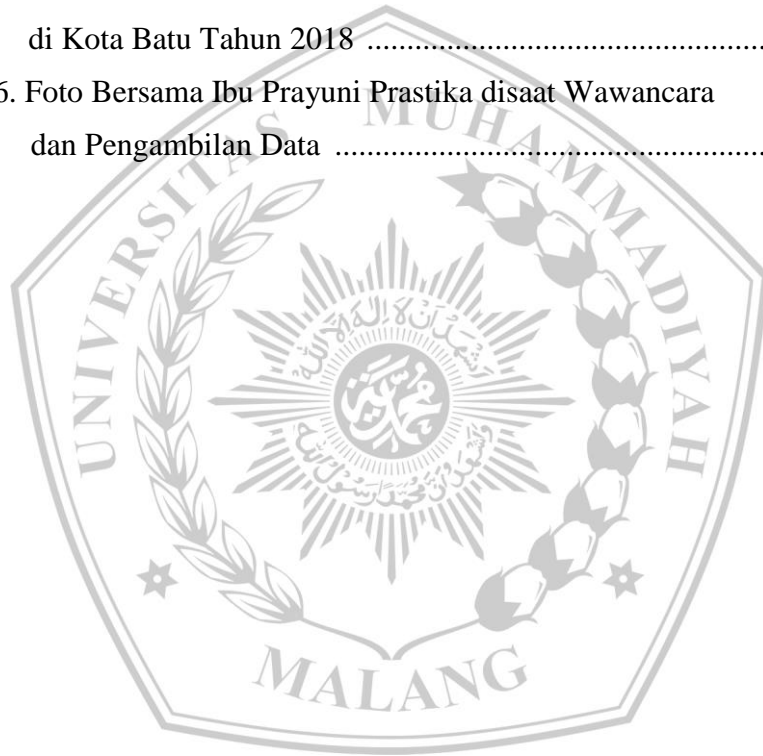 di Kota Batu Tahun 2018 ........................................................
6. Foto Bersama Ibu Prayuni Prastika disaat Wawancara
dan Pengambilan Data ............................................................
UNIVERSITAS MUHAMMADIYAH
MALANG